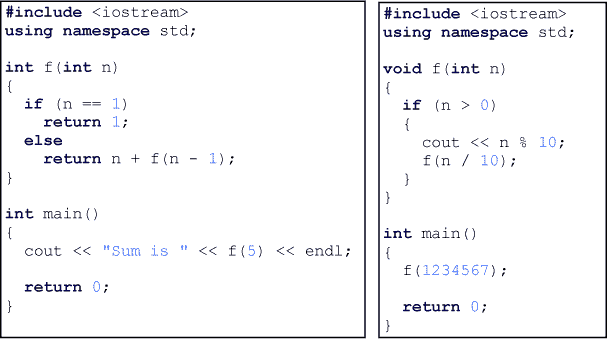 #include <iostream>
using namespace std;
int f(int n)
{
if (n == 1)
return 1;
else
return n + f(n - 1);
}
int main()
{
cout << "Sum is " << f(5) << endl;
return 0;
}
#include <iostream>
using namespace std;
void f(int n)
{
if (n > 0)
{
cout << n % 10;
f(n / 10);
}
}
int main()
{
f(1234567);
return 0;
}